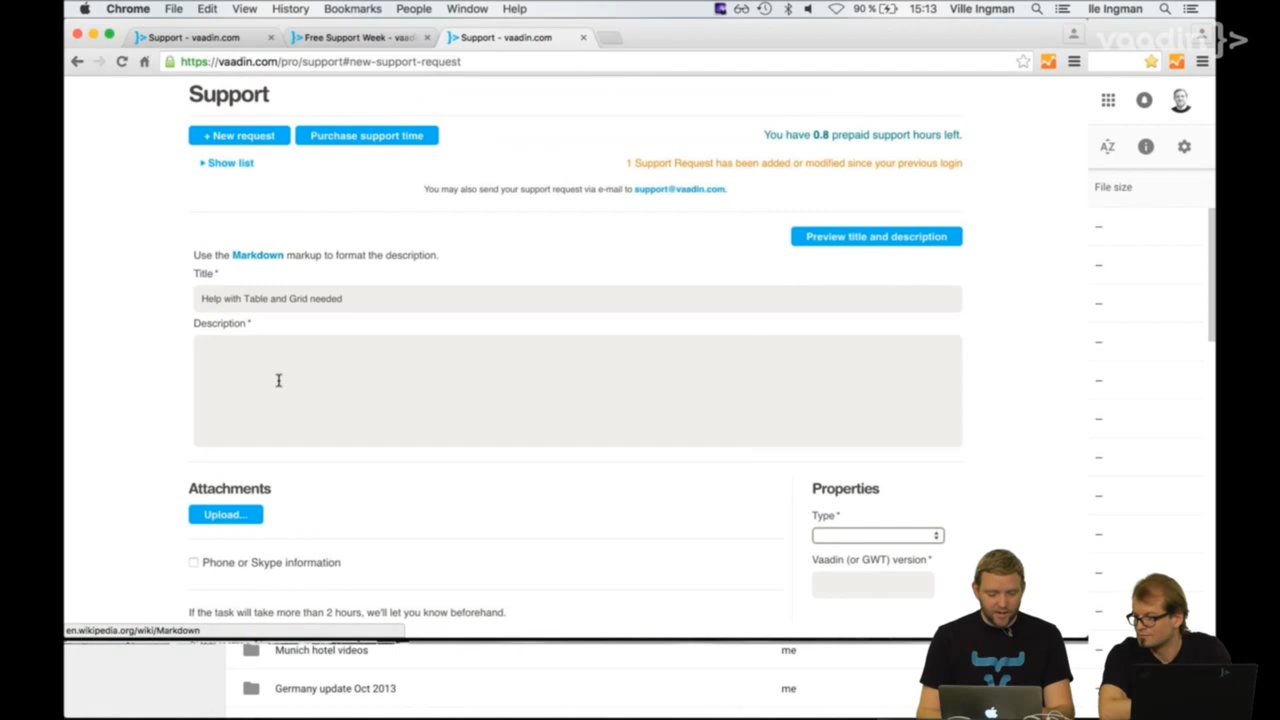 Chrome File Edit View History Bookmarks People Window Help 90% 15:13 Ville Ingman lle Ingman
Support - vaadin.com Free Support Week - vaad Support - vaadin.com vaadin}>
https://vaadin.com/pro/support#new-support-request
Support
+ New request Purchase support time You have 0.8 prepaid support hours left.
Show list 1 Support Request has been added or modified since your previous login
You may also send your support request via e-mail to support@vaadin.com.
AZ
File size
Preview title and description
Use the Markdown markup to format the description.
Title *
Help with Table and Grid needed
Description *
Attachments
Upload...
Phone or Skype information
If the task will take more than 2 hours, we'll let you know beforehand.
Properties
Type *
Vaadin (or GWT) version *
en.wikipedia.org/wiki/Markdown
Munich hotel videos me
Germany update Oct 2013 me